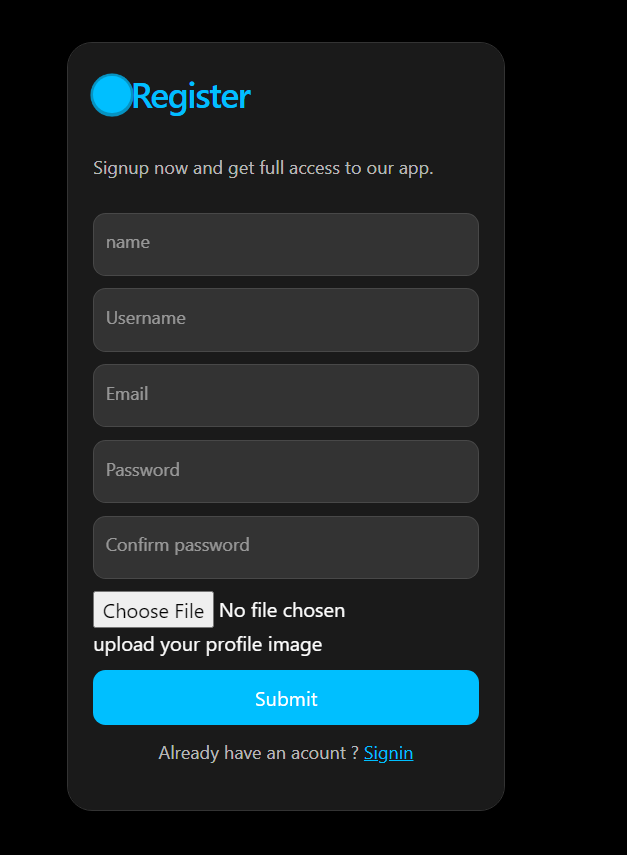 Register
Signup now and get full access to our app.
name
Username
Email
Password
Confirm password
Choose File No file chosen
upload your profile image
Submit
Already have an acount ? Signin